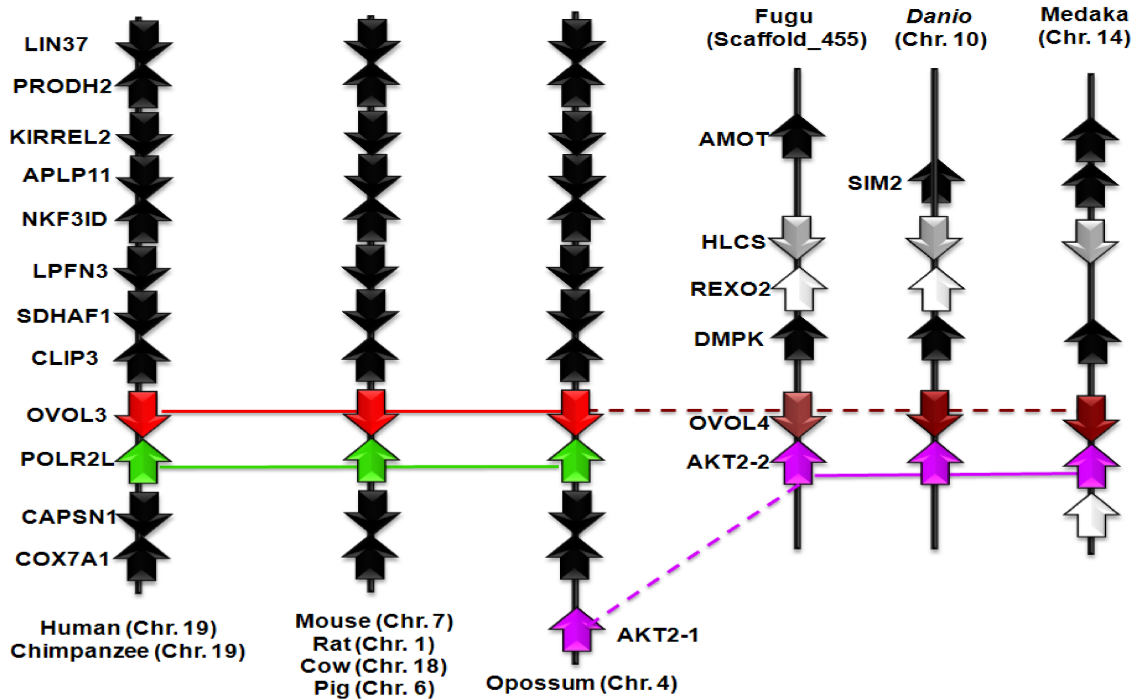 LIN37
PRODH2
KIRREL2
APLP11
NKF3ID
LPFN3
SDHAF1
CLIP3
OVOL3
POLR2L
CAPSN1
COX7A1
Human (Chr. 19)
Chimpanzee (Chr. 19)
Mouse (Chr. 7)
Rat (Chr. 1)
Cow (Chr. 18)
Pig (Chr. 6)
Opossum (Chr. 4)
AKT2-1
Fugu
(Scaffold_455)
Danio
(Chr. 10)
Medaka
(Chr. 14)
AMOT
SIM2
HLCS
REXO2
DMPK
OVOL4
AKT2-2